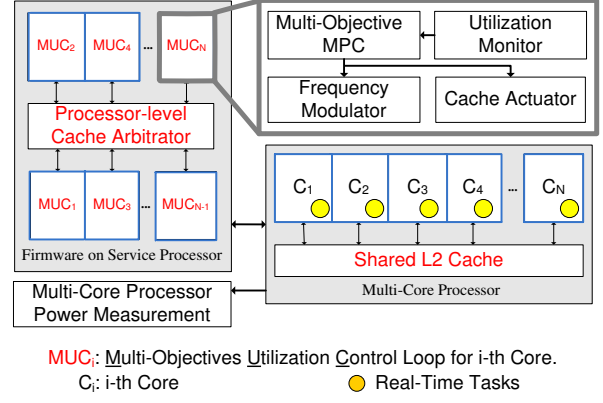 MUC2 MUC4 ... MUCN
Processor-level
Cache Arbitrator
MUC1 MUC3 ... MUCN-1
Firmware on Service Processor
Multi-Objective
MPC
Utilization
Monitor
Frequency
Modulator
Cache Actuator
C1 C2 C3 C4 ... CN
Shared L2 Cache
Multi-Core Processor
Multi-Core Processor
Power Measurement
MUCi: Multi-Objectives Utilization Control Loop for i-th Core.
Ci: i-th Core
Real-Time Tasks